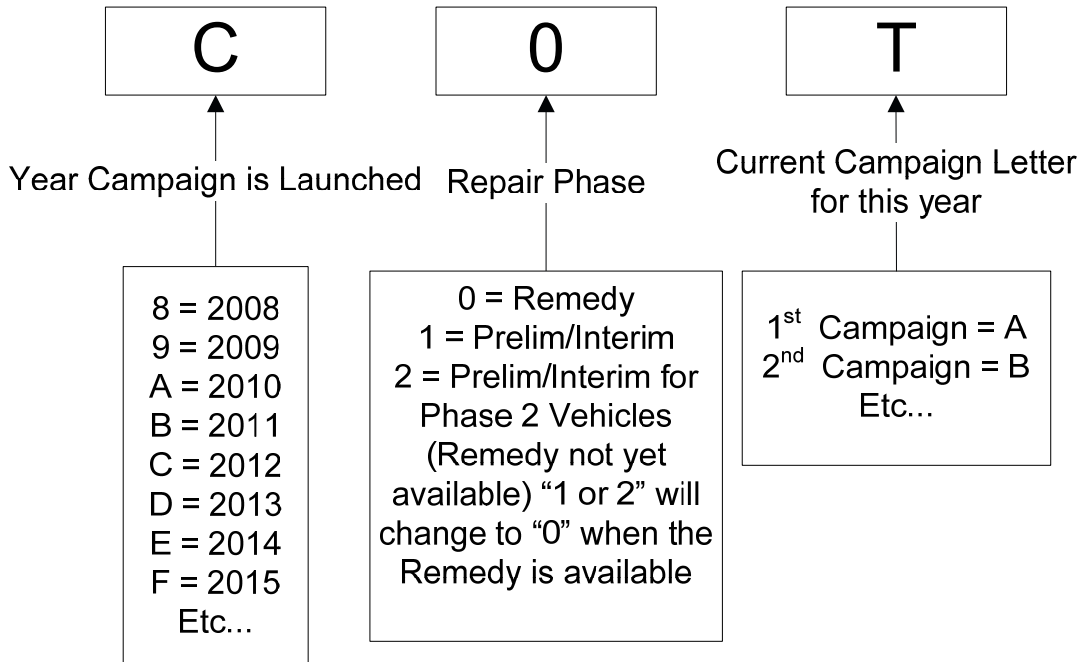 C
0
T
Year Campaign is Launched
Repair Phase
Current Campaign Letter
for this year
8 = 2008
9 = 2009
A = 2010
B = 2011
C = 2012
D = 2013
E = 2014
F = 2015
Etc...
0 = Remedy
1 = Prelim/Interim
2 = Prelim/Interim for
Phase 2 Vehicles
(Remedy not yet
available) “1 or 2” will
change to “0” when the
Remedy is available
1st Campaign = A
2nd Campaign = B
Etc...